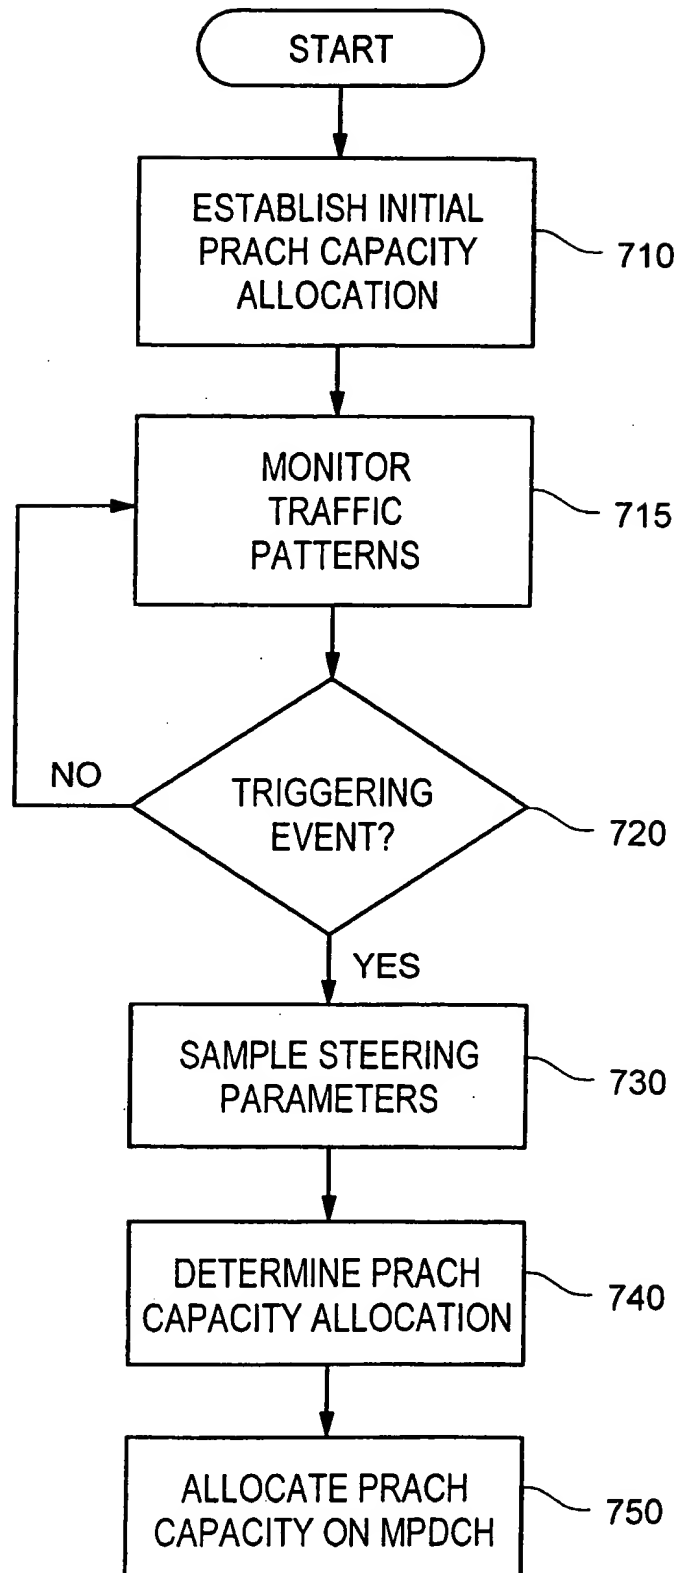 START
ESTABLISH INITIAL
PRACH CAPACITY
ALLOCATION
710
MONITOR
TRAFFIC
PATTERNS
715
NO
TRIGGERING
EVENT?
720
YES
SAMPLE STEERING
PARAMETERS
730
DETERMINE PRACH
CAPACITY ALLOCATION
740
ALLOCATE PRACH
CAPACITY ON MPDCH
750